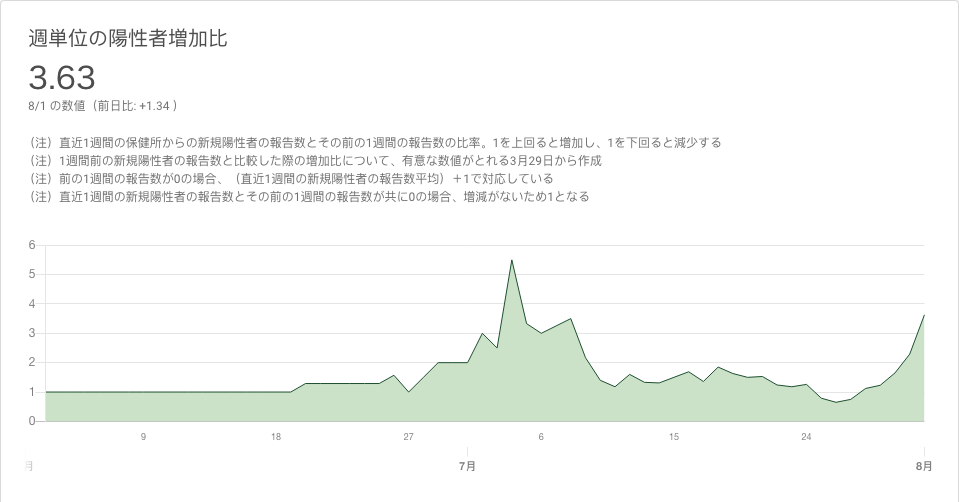 週単位の陽性者増加比
3.63
8/1 の数値（前日比: +1.34 ）
（注）直近1週間の保健所からの新規陽性者の報告数とその前の1週間の報告数の比率。1を上回ると増加し、1を下回ると減少する
（注）1週間前の新規陽性者の報告数と比較した際の増加比について、有意な数値がとれる3月29日から作成
（注）前の1週間の報告数が0の場合、（直近1週間の新規陽性者の報告数平均）＋1で対応している
（注）直近1週間の新規陽性者の報告数とその前の1週間の報告数が共に0の場合、増減がないため1となる
6
5
4
3
2
1
0
9 18 27 6 15 24
月 7月 8月